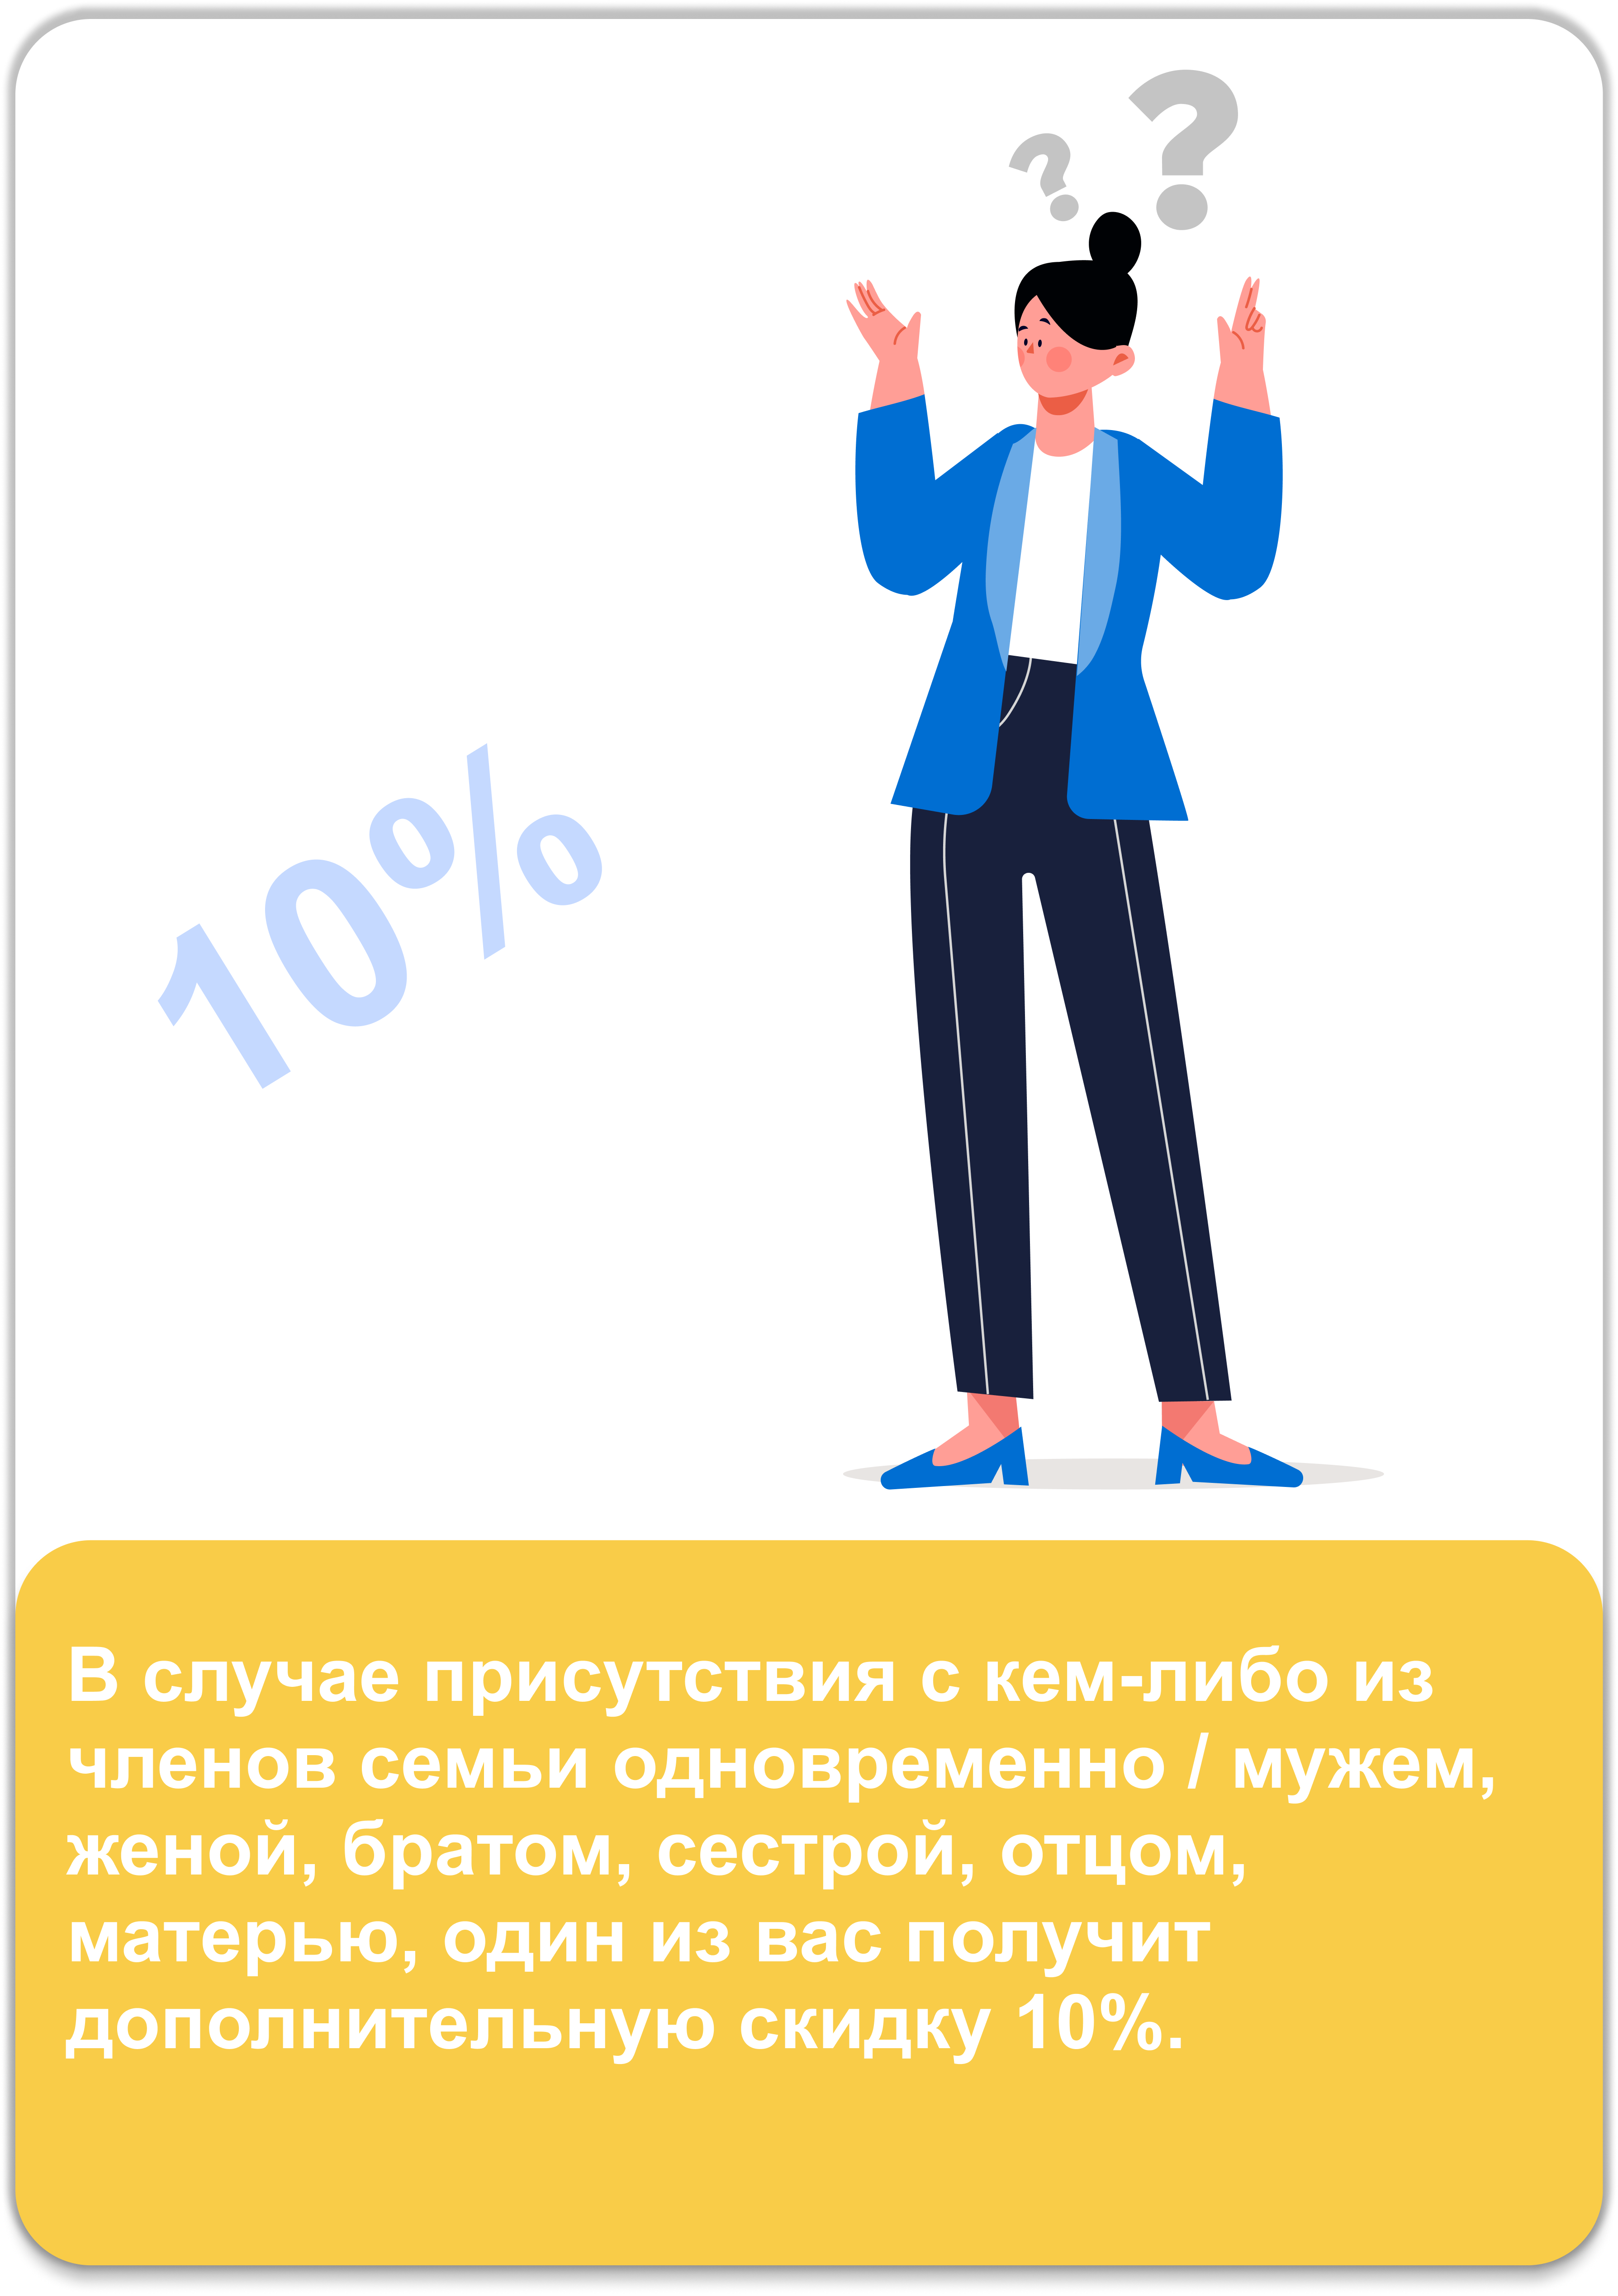 ? ?
10%
В случае присутствия с кем-либо из
членов семьи одновременно / мужем,
женой, братом, сестрой, отцом,
матерью, один из вас получит
дополнительную скидку 10%.